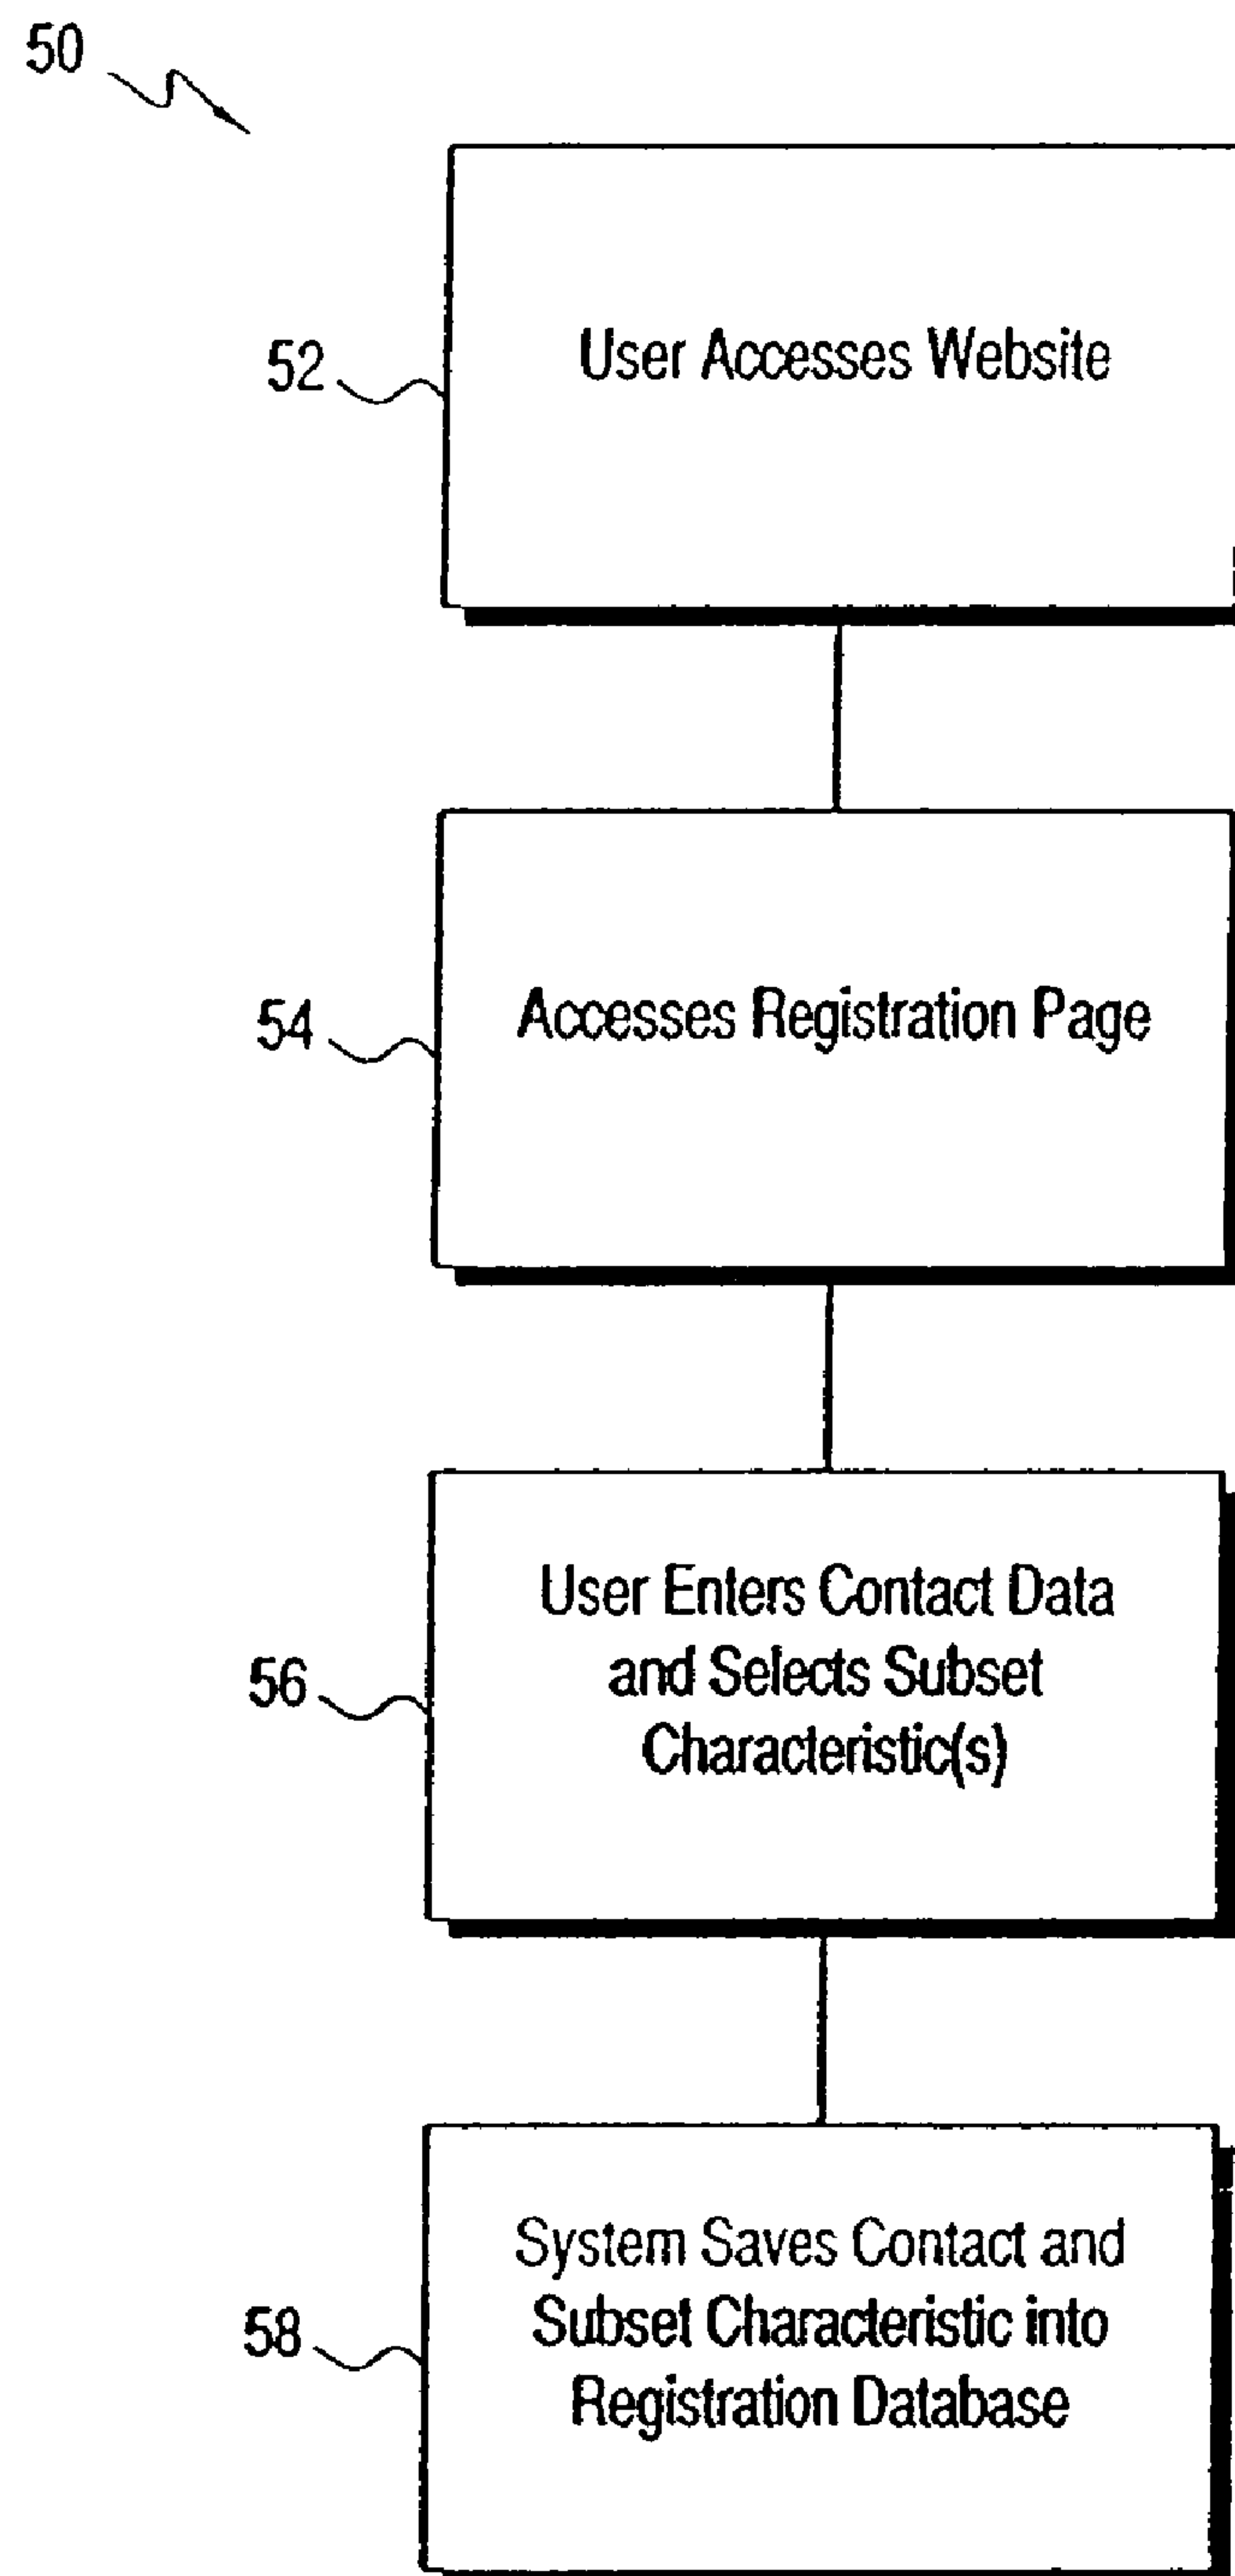 50
52
User Accesses Website
54
Accesses Registration Page
56
User Enters Contact Data
and Selects Subset
Characteristic(s)
58
System Saves Contact and
Subset Characteristic into
Registration Database